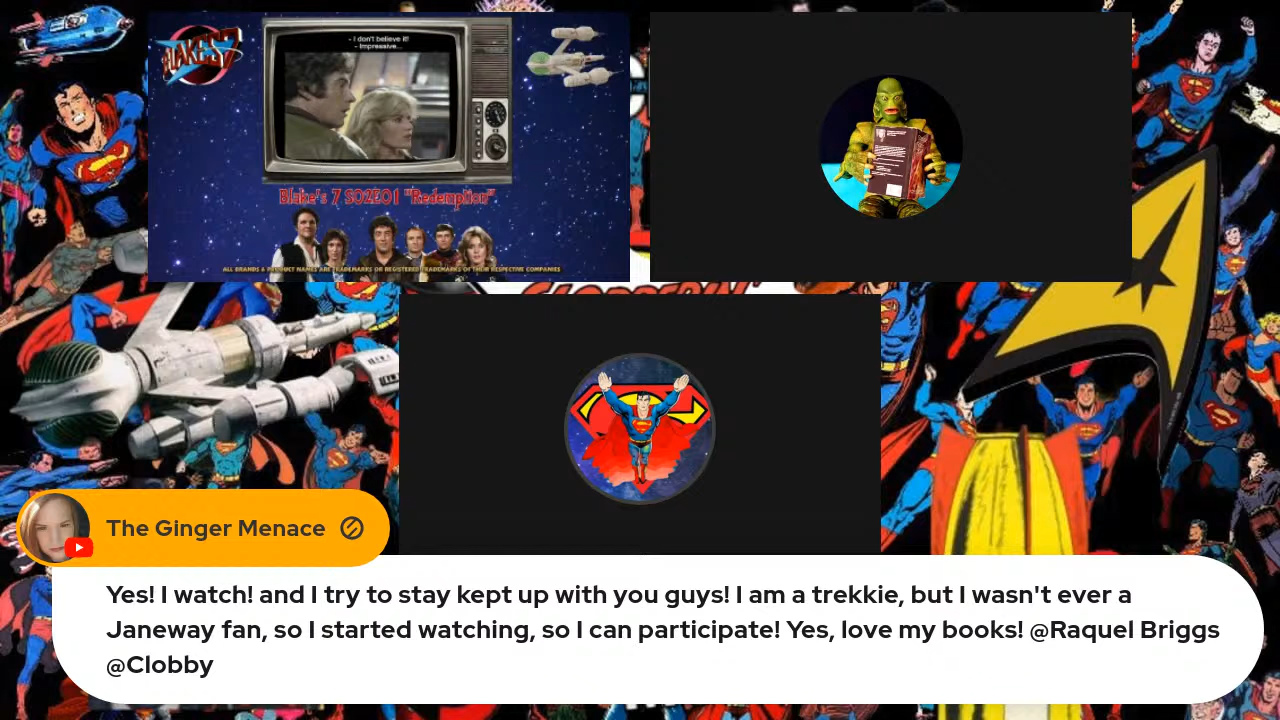 BLAKE'S 7
- I don't believe it!
- Impressive...
Blake's 7 S02E01 "Redemption"
ALL BRANDS & PRODUCT NAMES ARE TRADEMARKS OR REGISTERED TRADEMARKS OF THEIR RESPECTIVE COMPANIES
The Ginger Menace
Yes! I watch! and I try to stay kept up with you guys! I am a trekkie, but I wasn't ever a
Janeway fan, so I started watching, so I can participate! Yes, love my books! @Raquel Briggs
@Clobby